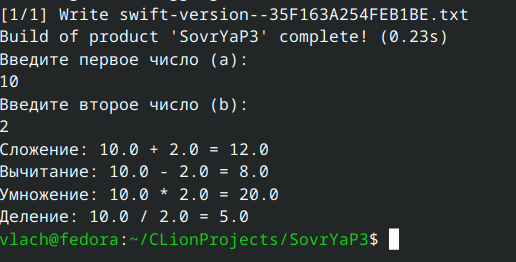 [1/1] Write swift-version--35F163A254FEB1BE.txt
Build of product 'SovrYaP3' complete! (0.23s)
Введите первое число (a):
10
Введите второе число (b):
2
Сложение: 10.0 + 2.0 = 12.0
Вычитание: 10.0 - 2.0 = 8.0
Умножение: 10.0 * 2.0 = 20.0
Деление: 10.0 / 2.0 = 5.0
vlach@fedora:~/CLionProjects/SovrYaP3$